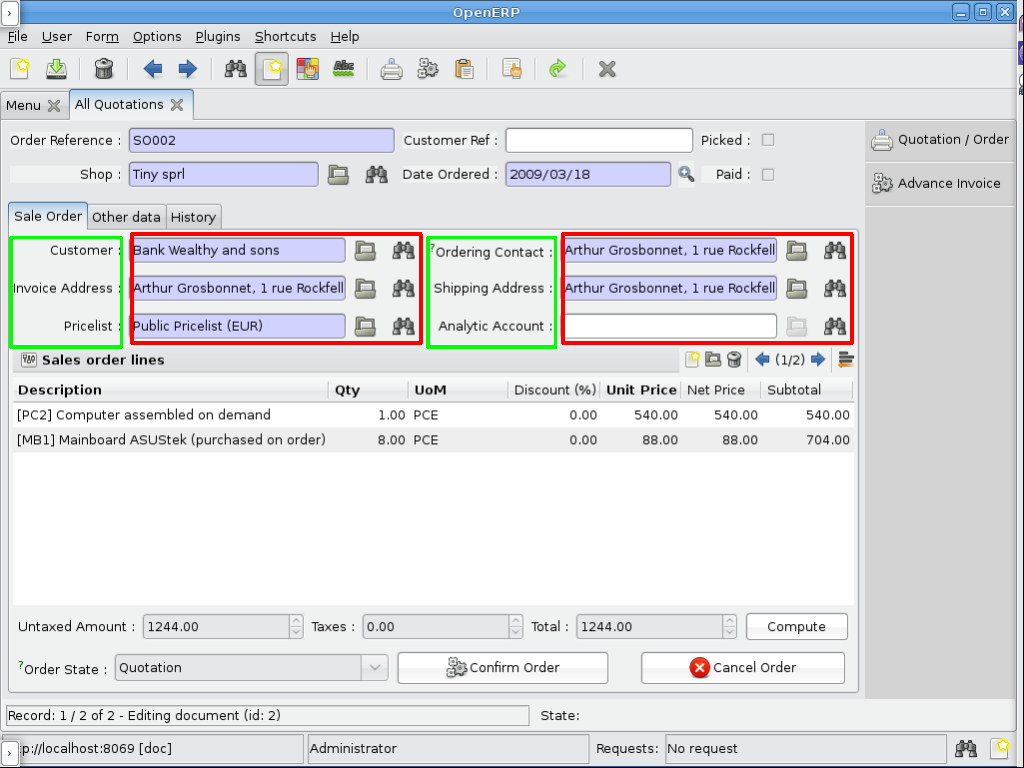 OpenERP
File User Form Options Plugins Shortcuts Help
Menu All Quotations
Order Reference : SO002 Customer Ref : Picked :
Quotation / Order
Shop : Tiny sprl Date Ordered : 2009/03/18 Paid :
Advance Invoice
Sale Order Other data History
Customer : Bank Wealthy and sons ?Ordering Contact : Arthur Grosbonnet, 1 rue Rockfell
Invoice Address : Arthur Grosbonnet, 1 rue Rockfell Shipping Address : Arthur Grosbonnet, 1 rue Rockfell
Pricelist : Public Pricelist (EUR) Analytic Account :
Sales order lines (1/2)
Description Qty UoM Discount (%) Unit Price Net Price Subtotal
[PC2] Computer assembled on demand 1.00 PCE 0.00 540.00 540.00 540.00
[MB1] Mainboard ASUStek (purchased on order) 8.00 PCE 0.00 88.00 88.00 704.00
Untaxed Amount : 1244.00 Taxes : 0.00 Total : 1244.00 Compute
?Order State : Quotation Confirm Order Cancel Order
Record: 1 / 2 of 2 - Editing document (id: 2) State:
p://localhost:8069 [doc] Administrator Requests: No request